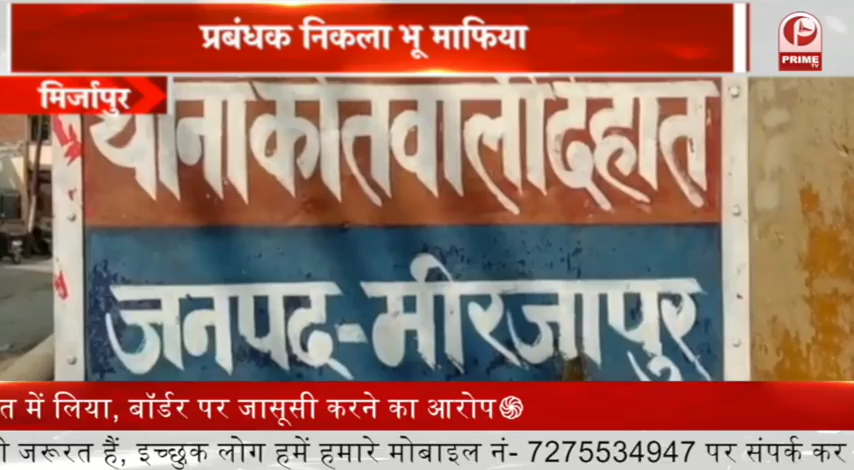 प्रबंधक निकला भू माफिया
PRIME
TV
मिर्जापुर
थाना कोतवाली देहात
जनपद-मीरजापुर
त में लिया, बॉर्डर पर जासूसी करने का आरोप
जरूरत हैं, इच्छुक लोग हमें हमारे मोबाइल नं- 7275534947 पर संपर्क कर